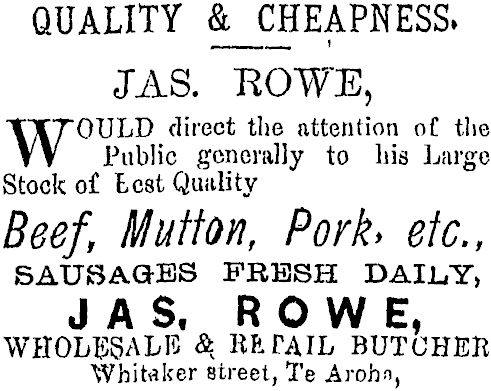 QUALITY & CHEAPNESS.
JAS. ROWE,
WOULD direct the attention of the
Public generally to his Large
Stock of Best Quality
Beef, Mutton, Pork, etc.,
SAUSAGES FRESH DAILY,
JAS. ROWE,
WHOLESALE & RETAIL BUTCHER
Whitaker street, Te Aroha,